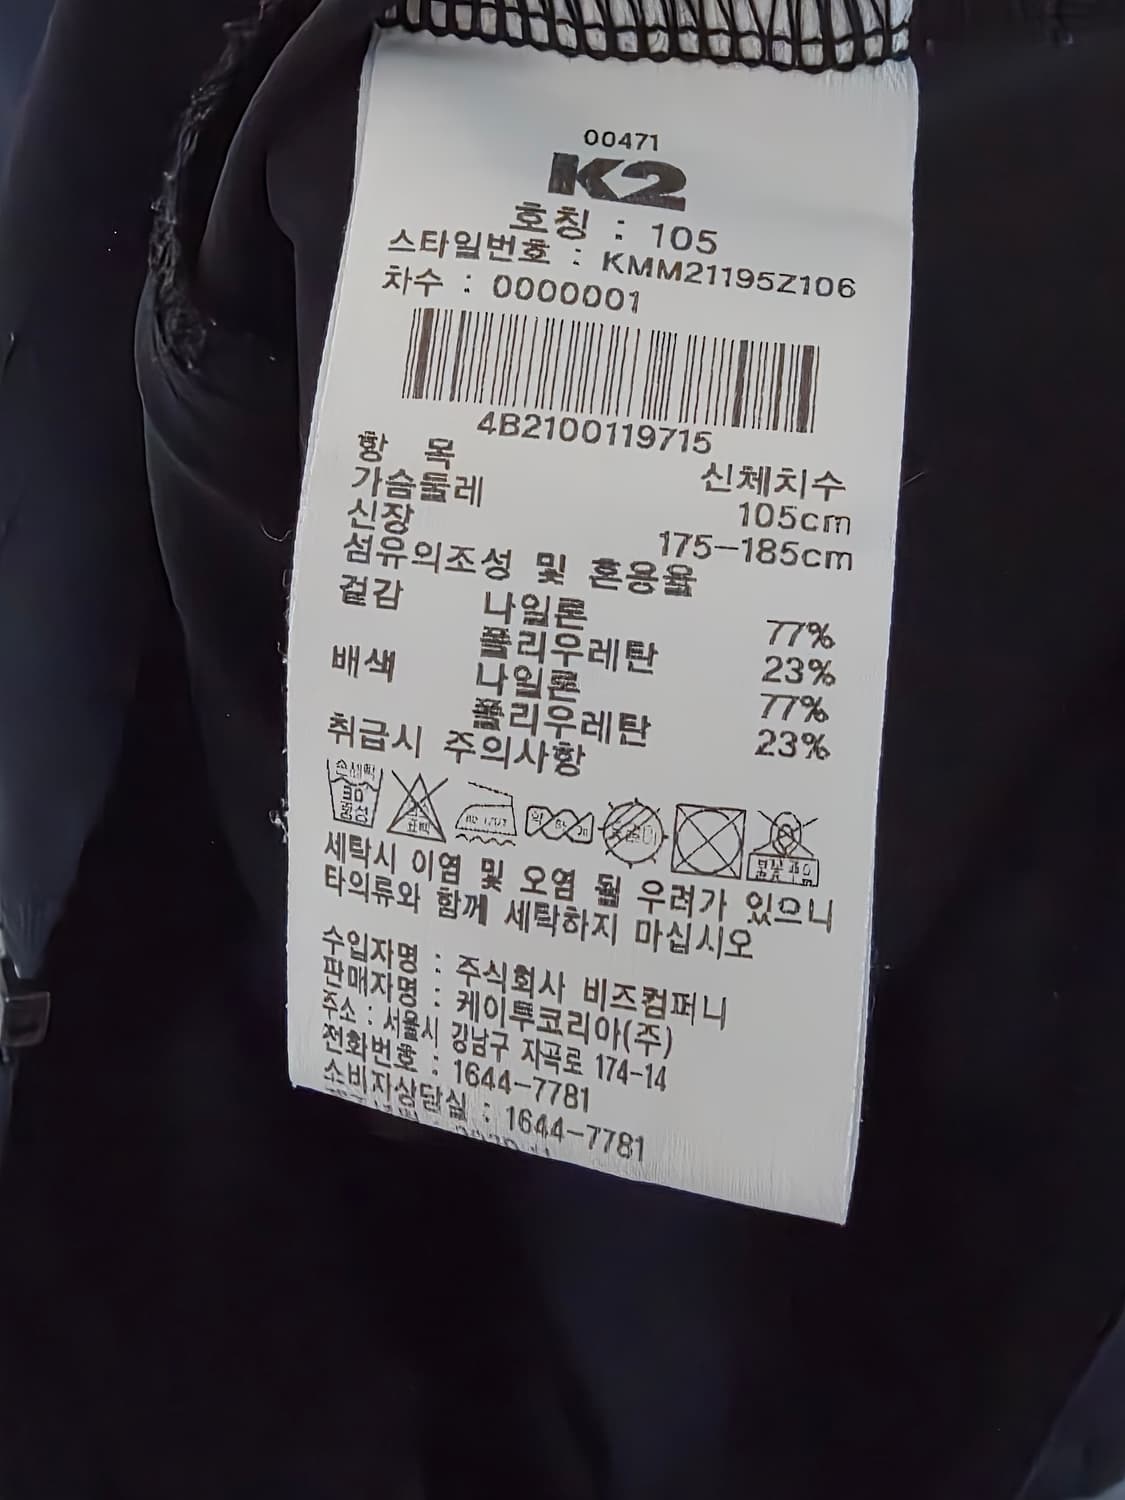 00471
K2
호칭 : 105
스타일번호 : KMM21195Z106
차수 : 0000001
4B2100119715
항 목 신체치수
가슴둘레 105cm
신장 175-185cm
섬유의조성 및 혼용율
겉감 나일론 77%
폴리우레탄 23%
배색 나일론 77%
폴리우레탄 23%
취급시 주의사항
손세탁
30
중성
세탁시 이염 및 오염 될 우려가 있으니
타의류와 함께 세탁하지 마십시오
수입자명 : 주식회사 비즈컴퍼니
판매자명 : 케이투코리아(주)
주소 : 서울시 강남구 자곡로 174-14
전화번호 : 1644-7781
소비자상담실 : 1644-7781